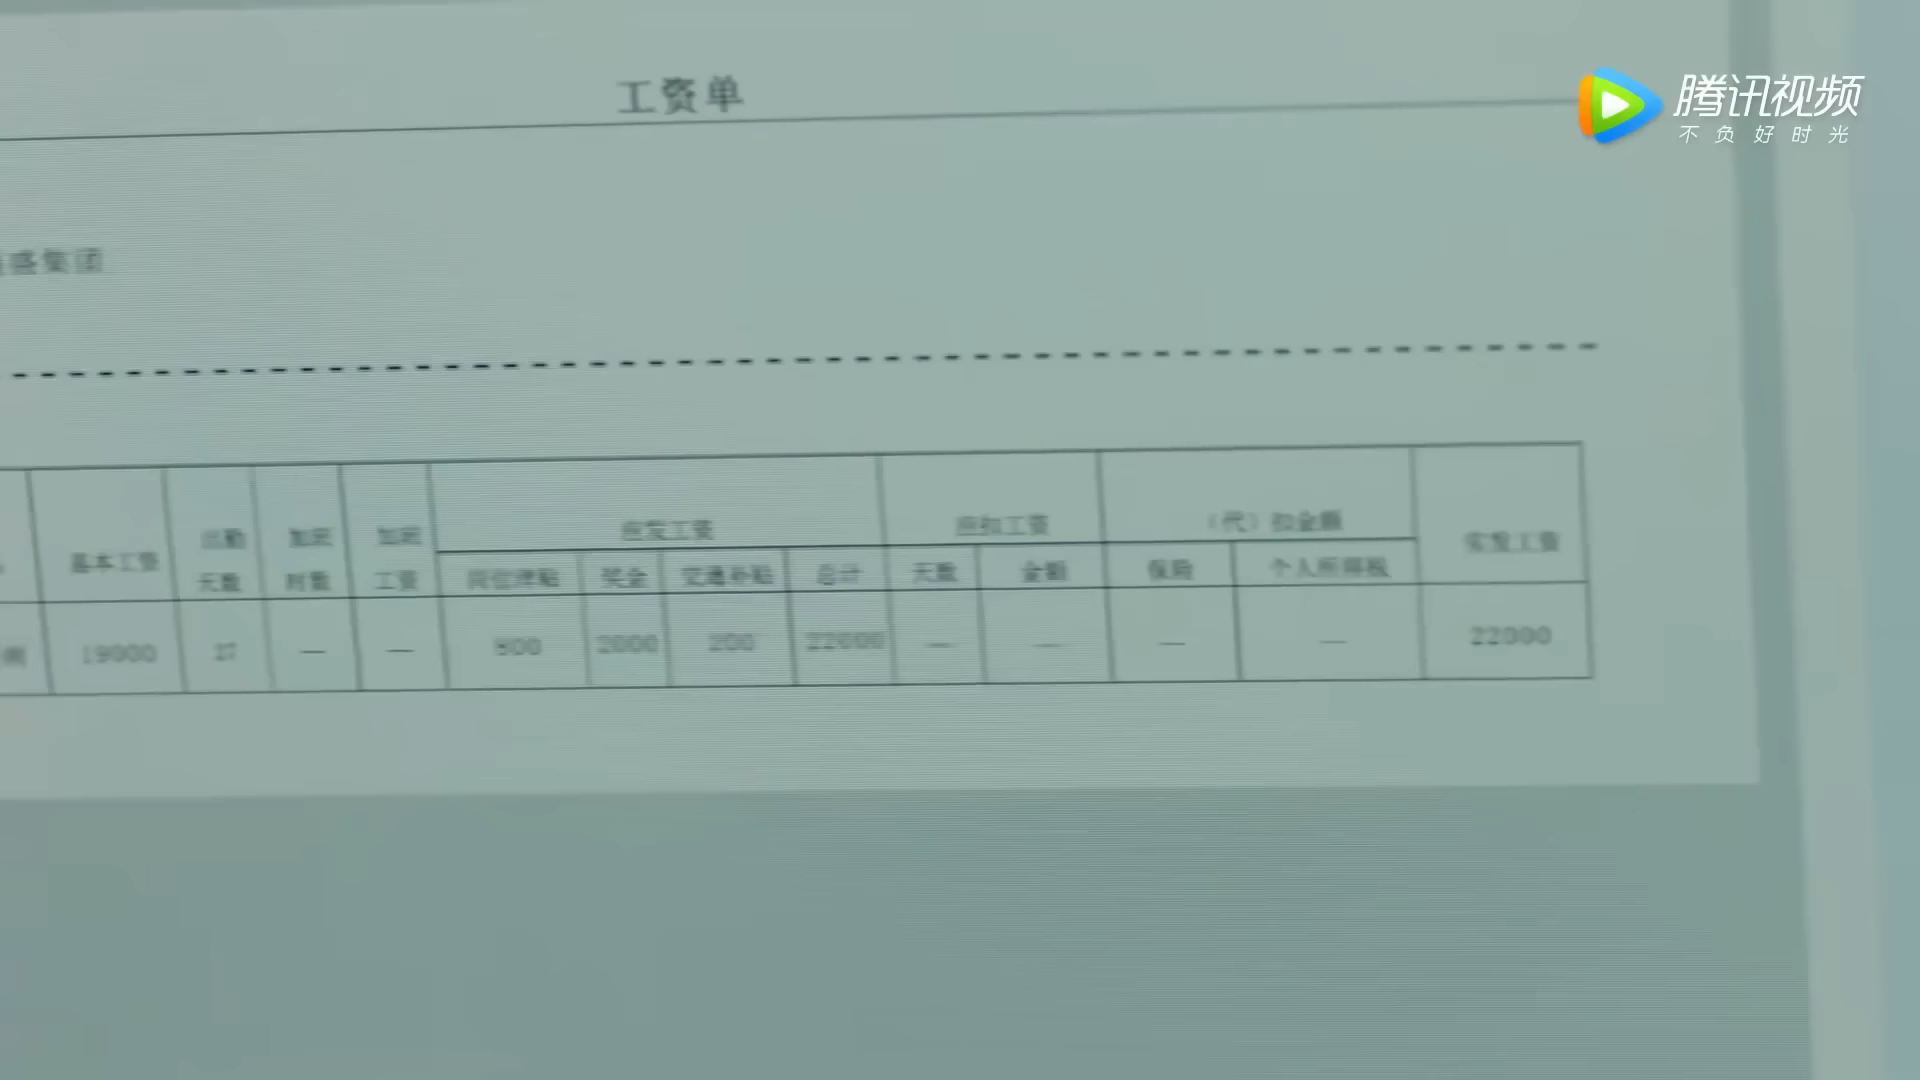 工资单
腾讯视频
不负好时光
盛集团
基本工资 出勤天数 加班时数 加班工资 应发工资 应扣工资 （代）扣金额 实发工资
岗位津贴 奖金 交通补贴 总计 天数 金额 保险 个人所得税
19000 27 — — 800 2000 200 22000 — — — — 22000